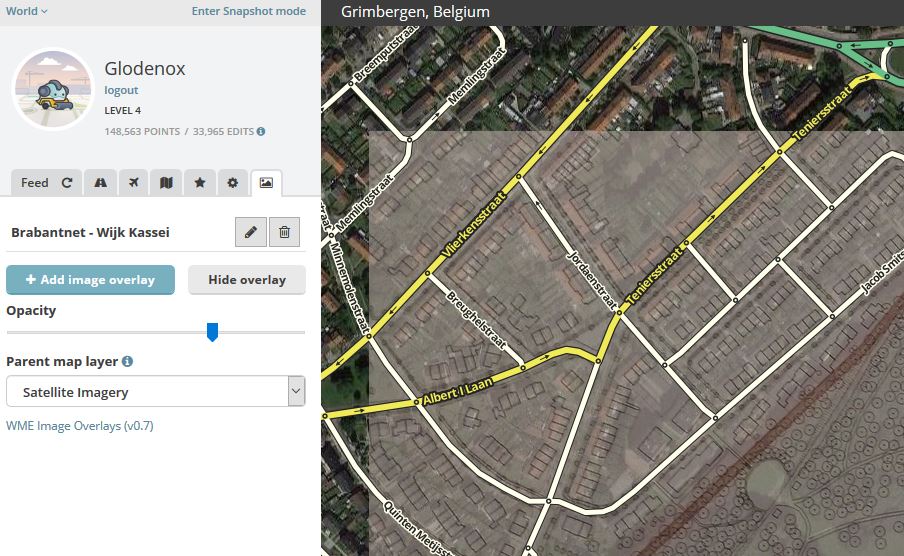 World
Enter Snapshot mode
Grimbergen, Belgium
Glodenox
logout
LEVEL 4
148,563 POINTS / 33,965 EDITS
Feed
Brabantnet - Wijk Kassei
Add image overlay
Hide overlay
Opacity
Parent map layer
Satellite Imagery
WME Image Overlays (v0.7)
Breemputstraat
Memlingstraat
Teniersstraat
Memlingstraat
Vlierkensstraat
Minnemolenstraat
Jordaenstraat
Teniersstraat
Jacob Smits
Breughelstraat
Albert I Laan
Quinten Metijsstr